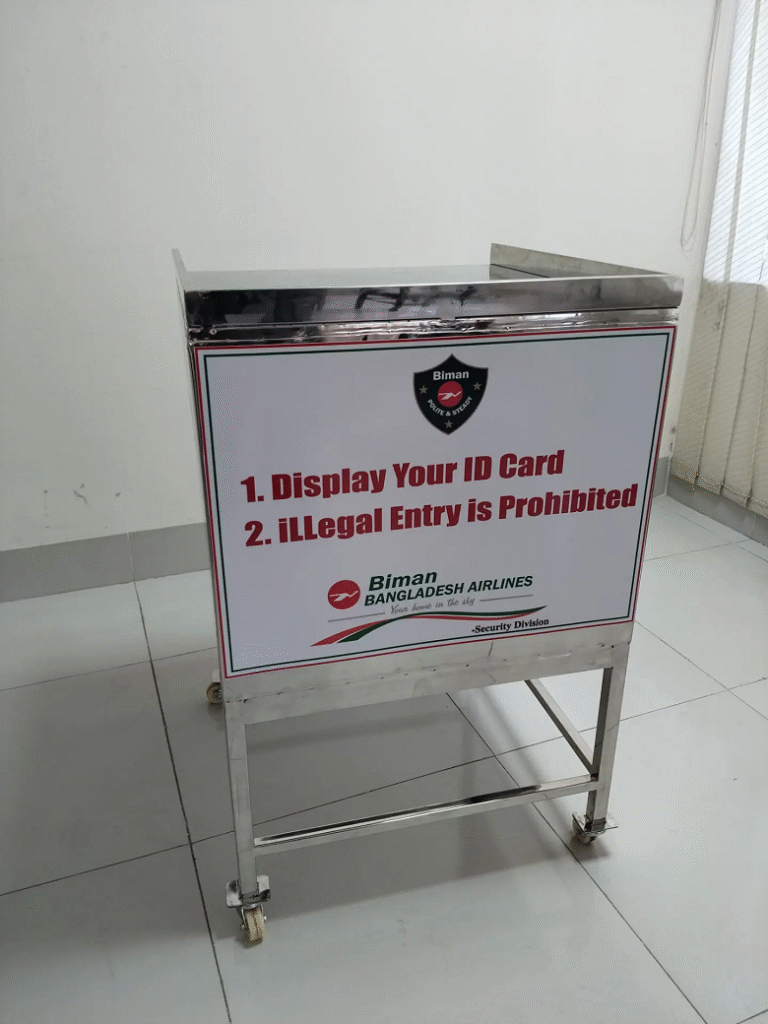 Biman
POLITE & STEADY
1. Display Your ID Card
2. iLLegal Entry is Prohibited
Biman
BANGLADESH AIRLINES
Your home in the sky
-Security Division